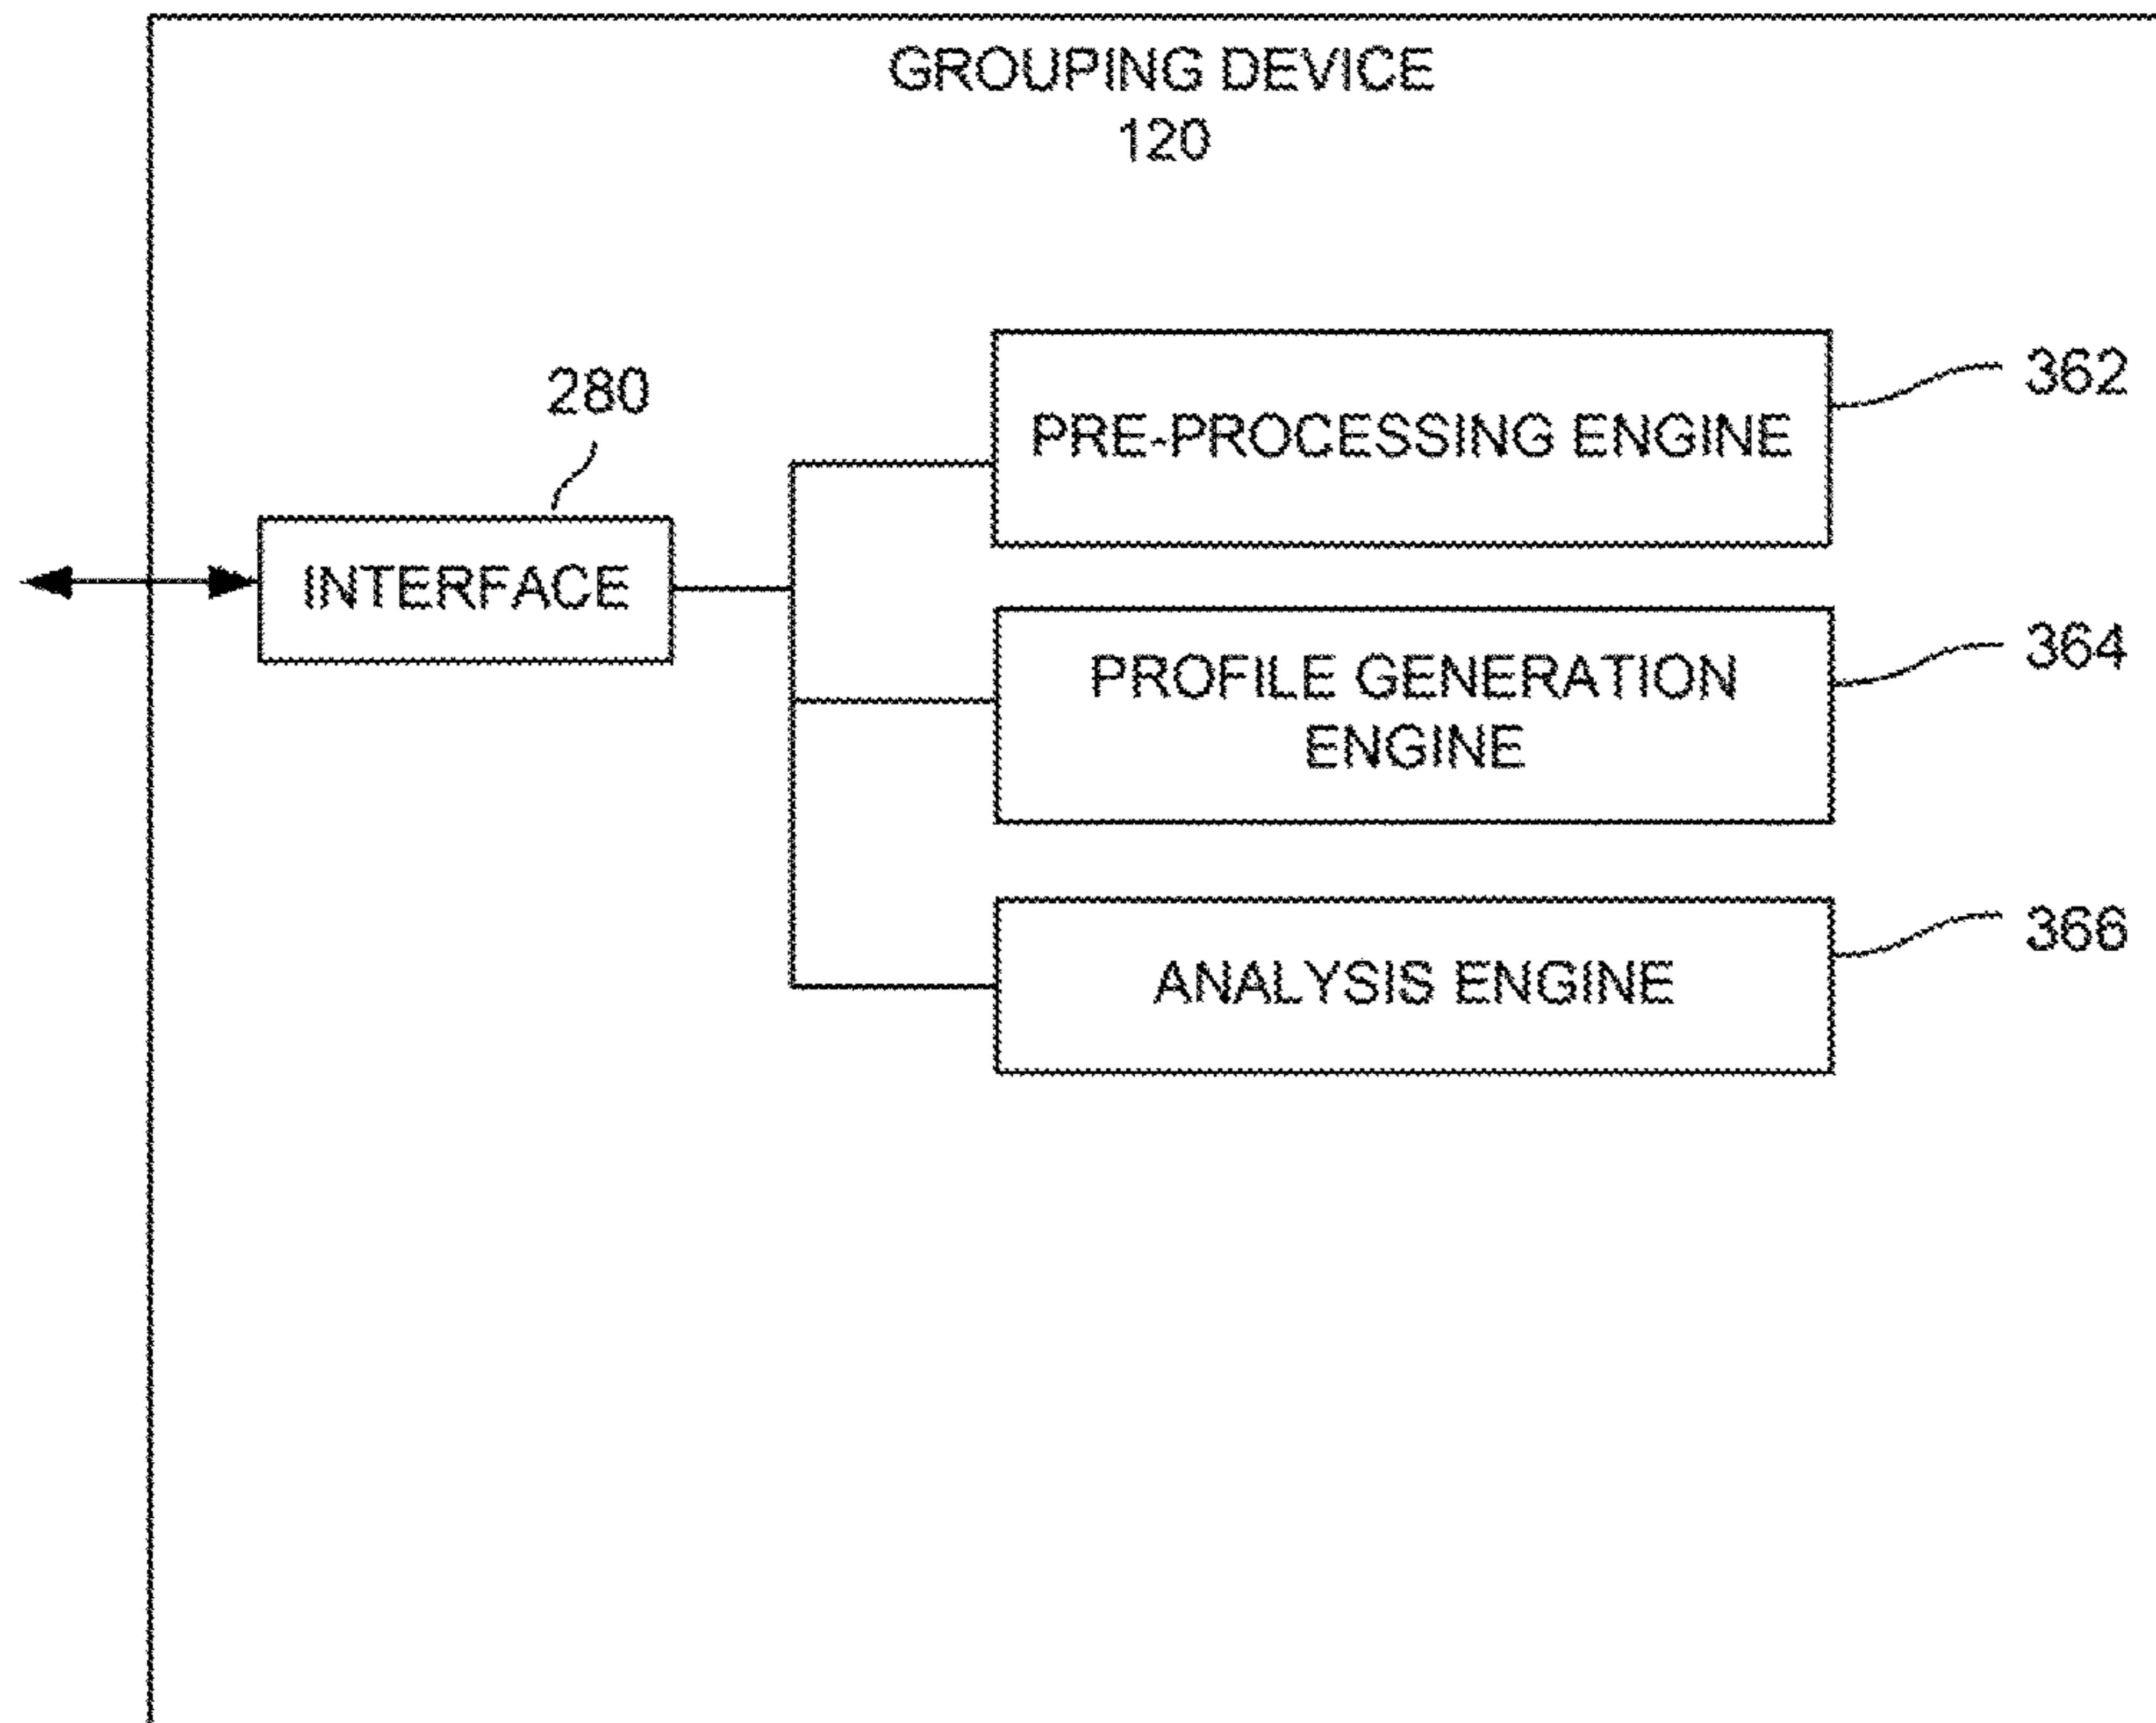 GROUPING DEVICE
120
280
INTERFACE
PRE-PROCESSING ENGINE
362
PROFILE GENERATION
ENGINE
364
ANALYSIS ENGINE
366